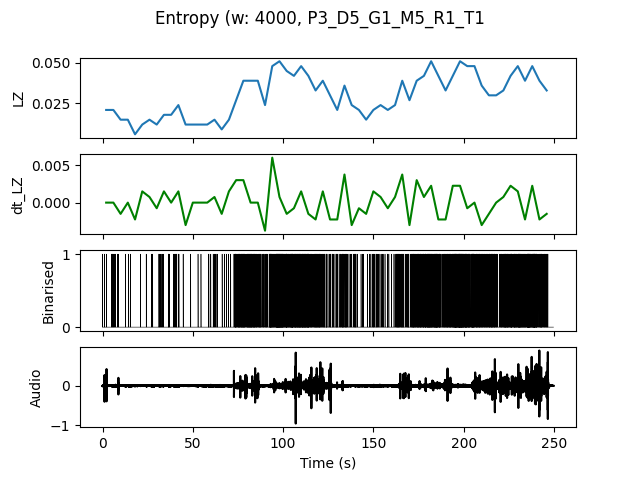 Entropy (w: 4000, P3_D5_G1_M5_R1_T1
0.050
0.025
LZ
0.005
0.000
dt_LZ
1
0
Binarised
0
−1
Audio
0 50 100 150 200 250
Time (s)